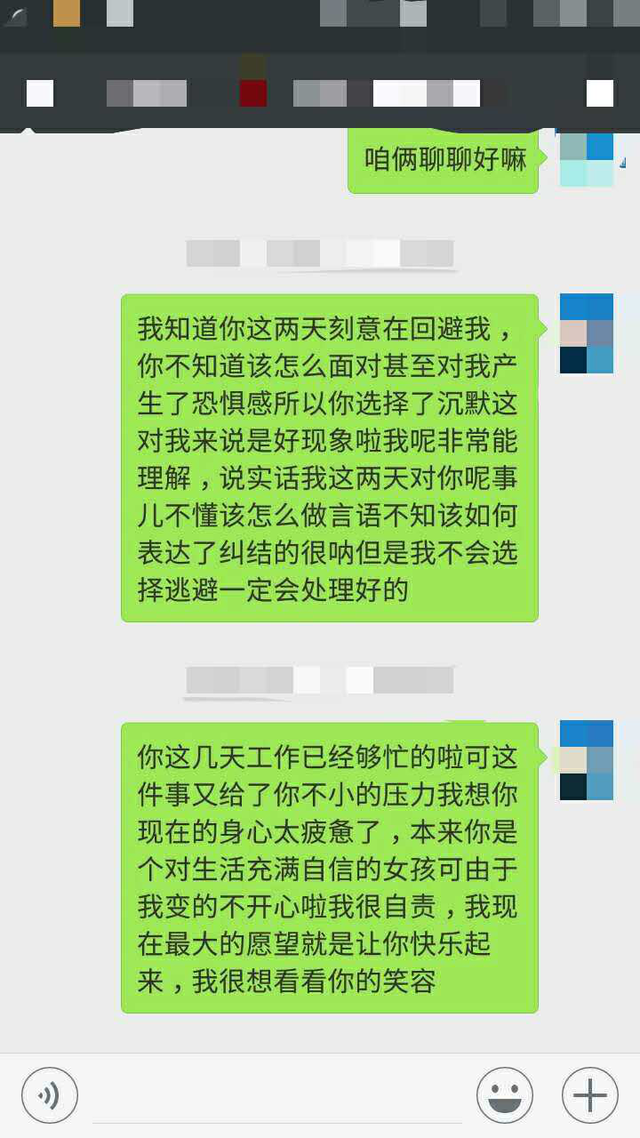 咱俩聊聊好嘛
我知道你这两天刻意在回避我，
你不知道该怎么面对甚至对我产
生了恐惧感所以你选择了沉默这
对我来说是好现象啦我呢非常能
理解，说实话我这两天对你呢事
儿不懂该怎么做言语不知该如何
表达了纠结的很呐但是我不会选
择逃避一定会处理好的
你这几天工作已经够忙的啦可这
件事又给了你不小的压力我想你
现在的身心太疲惫了，本来你是
个对生活充满自信的女孩可由于
我变的不开心啦我很自责，我现
在最大的愿望就是让你快乐起
来，我很想看看你的笑容